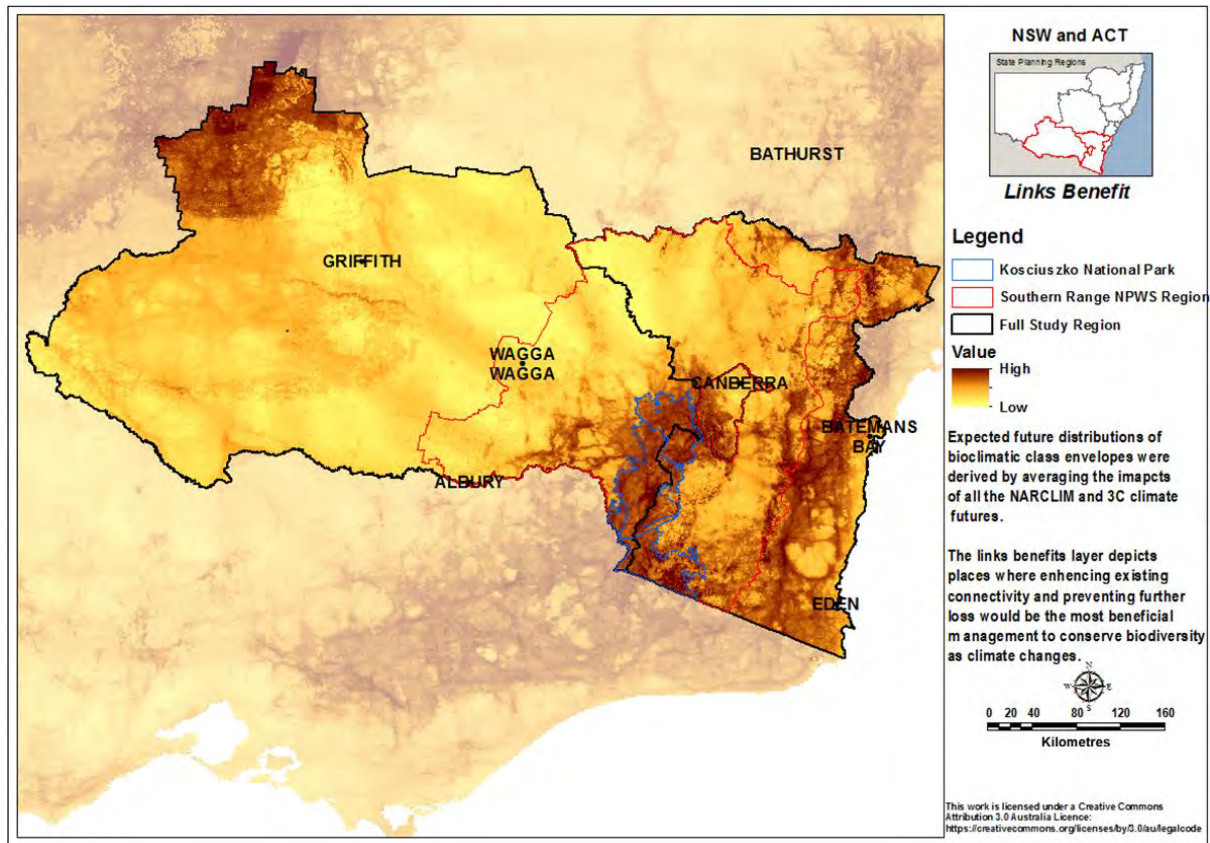 NSW and ACT
State Planning Regions
Links Benefit
Legend
Kosciuszko National Park
Southern Range NPWS Region
Full Study Region
Value
High
Low
Expected future distributions of
bioclimatic class envelopes were
derived by averaging the imapcts
of all the NARCLIM and 3C climate
futures.
The links benefits layer depicts
places where enhencing existing
connectivity and preventing further
loss would be the most beneficial
m anagement to conserve biodiversity
as climate changes.
N
W E
S
0 20 40 80 120 160
Kilometres
This work is licensed under a Creative Commons
Attribution 3.0 Australia Licence:
https://creativecommons.org/licenses/by/3.0/au/legalcode
BATHURST
GRIFFITH
WAGGA
WAGGA
CANBERRA
BATEMANS
BAY
ALBURY
EDEN